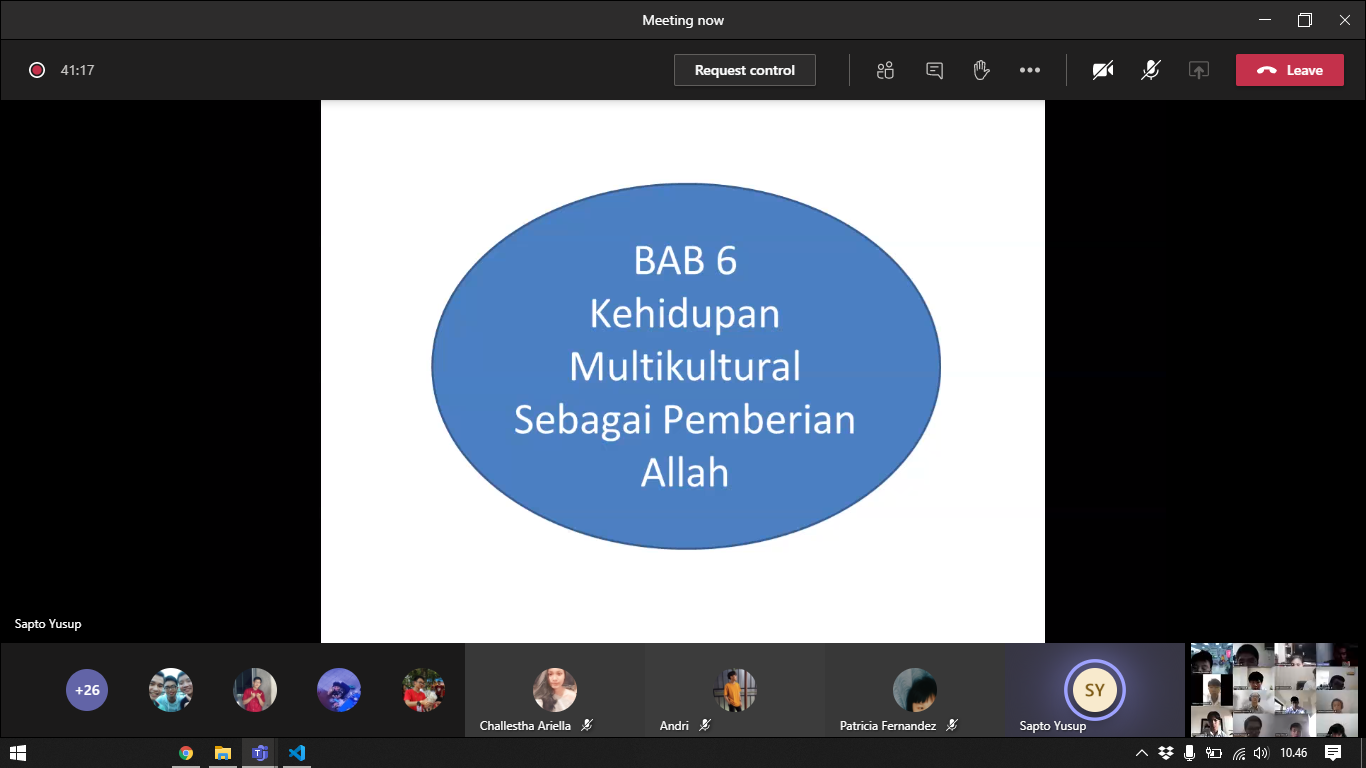 Meeting now
41:17
Request control
Leave
BAB 6
Kehidupan
Multikultural
Sebagai Pemberian
Allah
Sapto Yusup
+26
Challestha Ariella
Andri
Patricia Fernandez
SY
Sapto Yusup
10.46